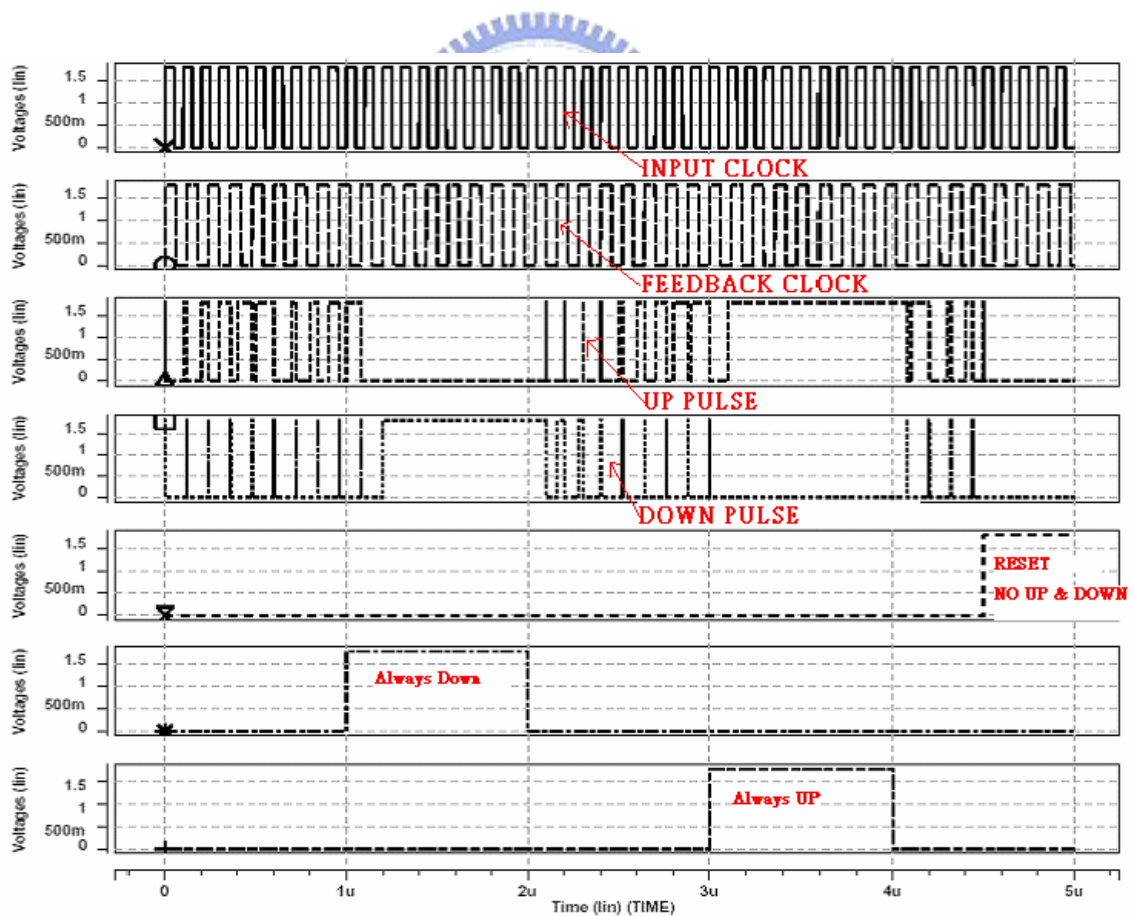 Voltages (lin)
1.5
1
500m
0
INPUT CLOCK
Voltages (lin)
1.5
1
500m
0
FEEDBACK CLOCK
Voltages (lin)
1.5
1
500m
0
UP PULSE
Voltages (lin)
1.5
1
500m
0
DOWN PULSE
Voltages (lin)
1.5
1
500m
0
RESET
NO UP & DOWN
Voltages (lin)
1.5
1
500m
0
Always Down
Voltages (lin)
1.5
1
500m
0
Always UP
0 1u 2u 3u 4u 5u
Time (lin) (TIME)